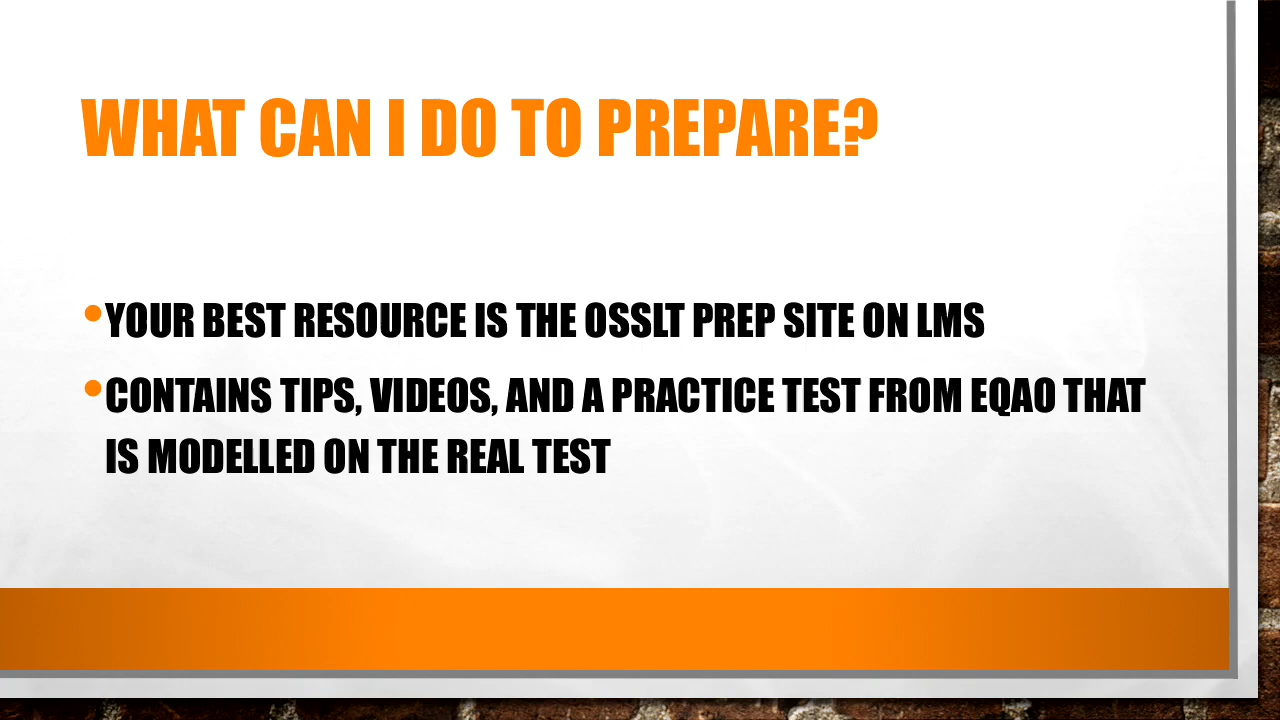 WHAT CAN I DO TO PREPARE?
•YOUR BEST RESOURCE IS THE OSSLT PREP SITE ON LMS
•CONTAINS TIPS, VIDEOS, AND A PRACTICE TEST FROM EQAO THAT
IS MODELLED ON THE REAL TEST